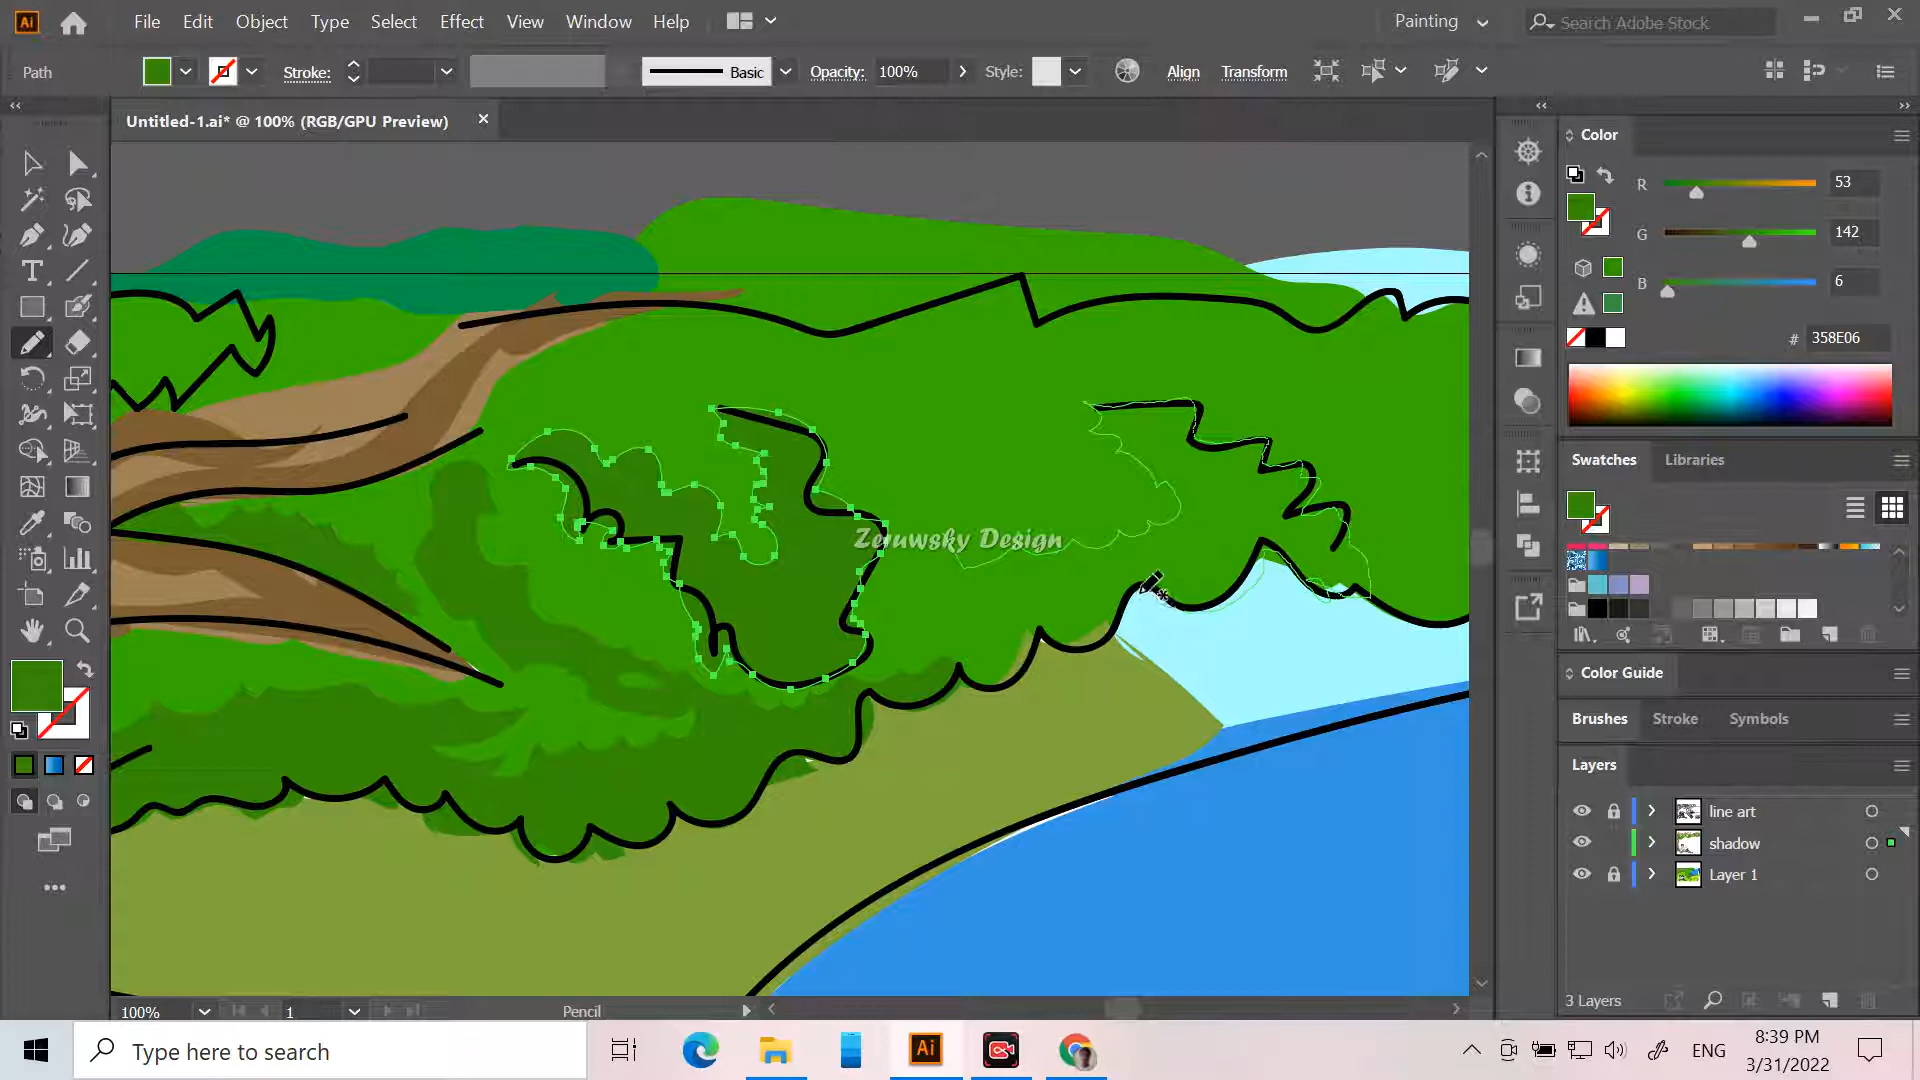 Ai File Edit Object Type Select Effect View Window Help Painting Search Adobe Stock
Path Stroke: Basic Opacity: 100% Style: Align Transform
Untitled-1.ai* @ 100% (RGB/GPU Preview)
Color
R 53
G 142
B 6
# 358E06
Swatches Libraries
Zeruwsky Design
Color Guide
Brushes Stroke Symbols
Layers
line art
shadow
Layer 1
3 Layers
100% 1 Pencil
Type here to search
Ai
ENG
8:39 PM
3/31/2022